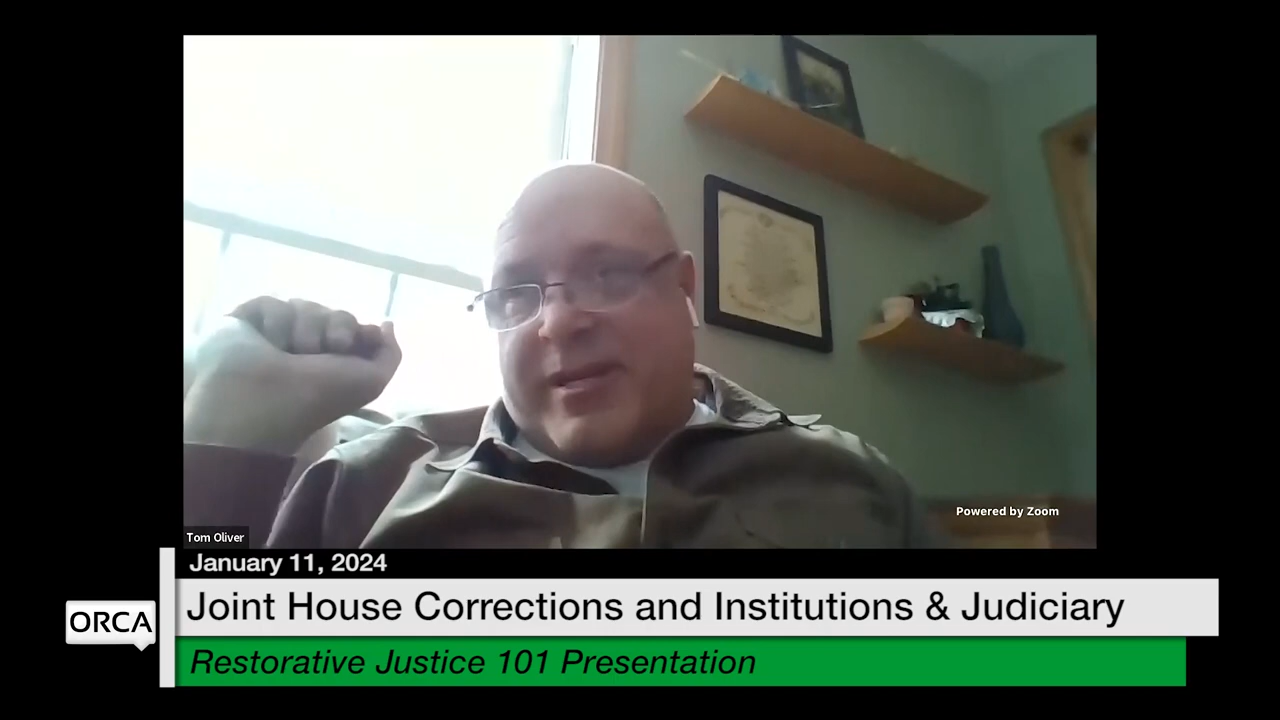 Powered by Zoom
Tom Oliver
January 11, 2024
ORCA
Joint House Corrections and Institutions & Judiciary
Restorative Justice 101 Presentation